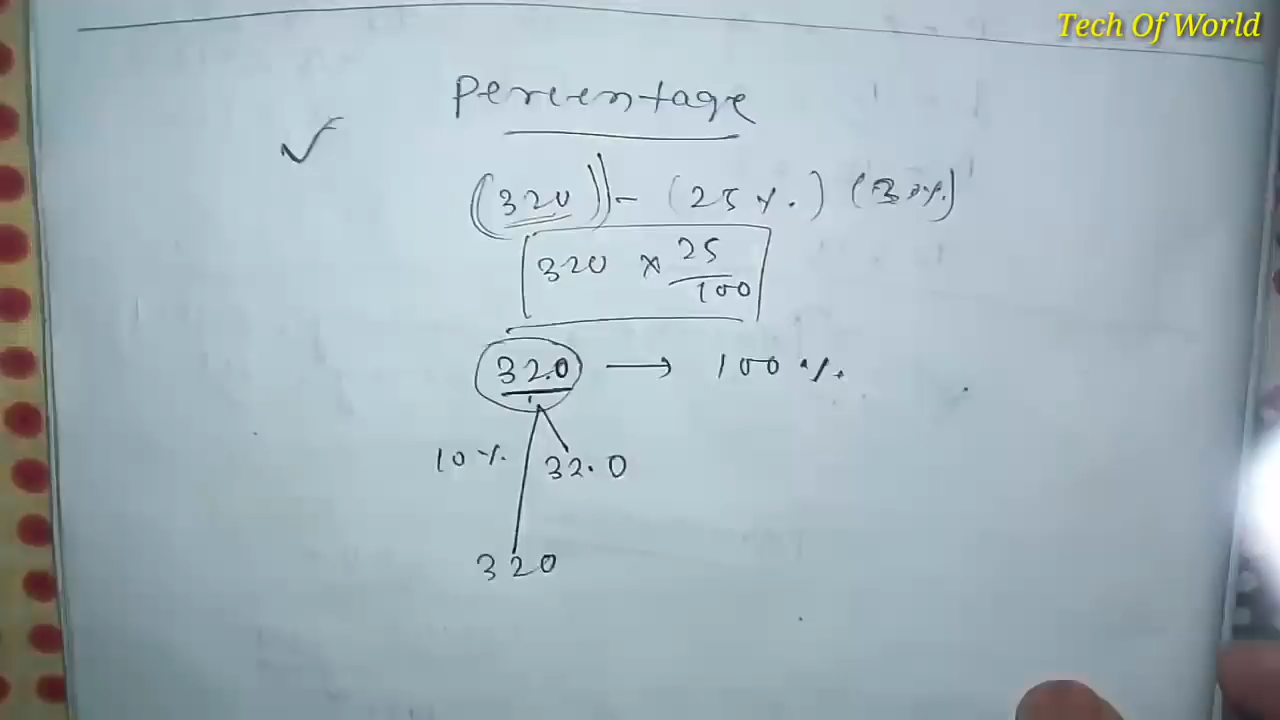 Tech Of World
Percentage
(320) - (25%) (30%)
320 × 25/100
320 → 100%
10% 32.0
320